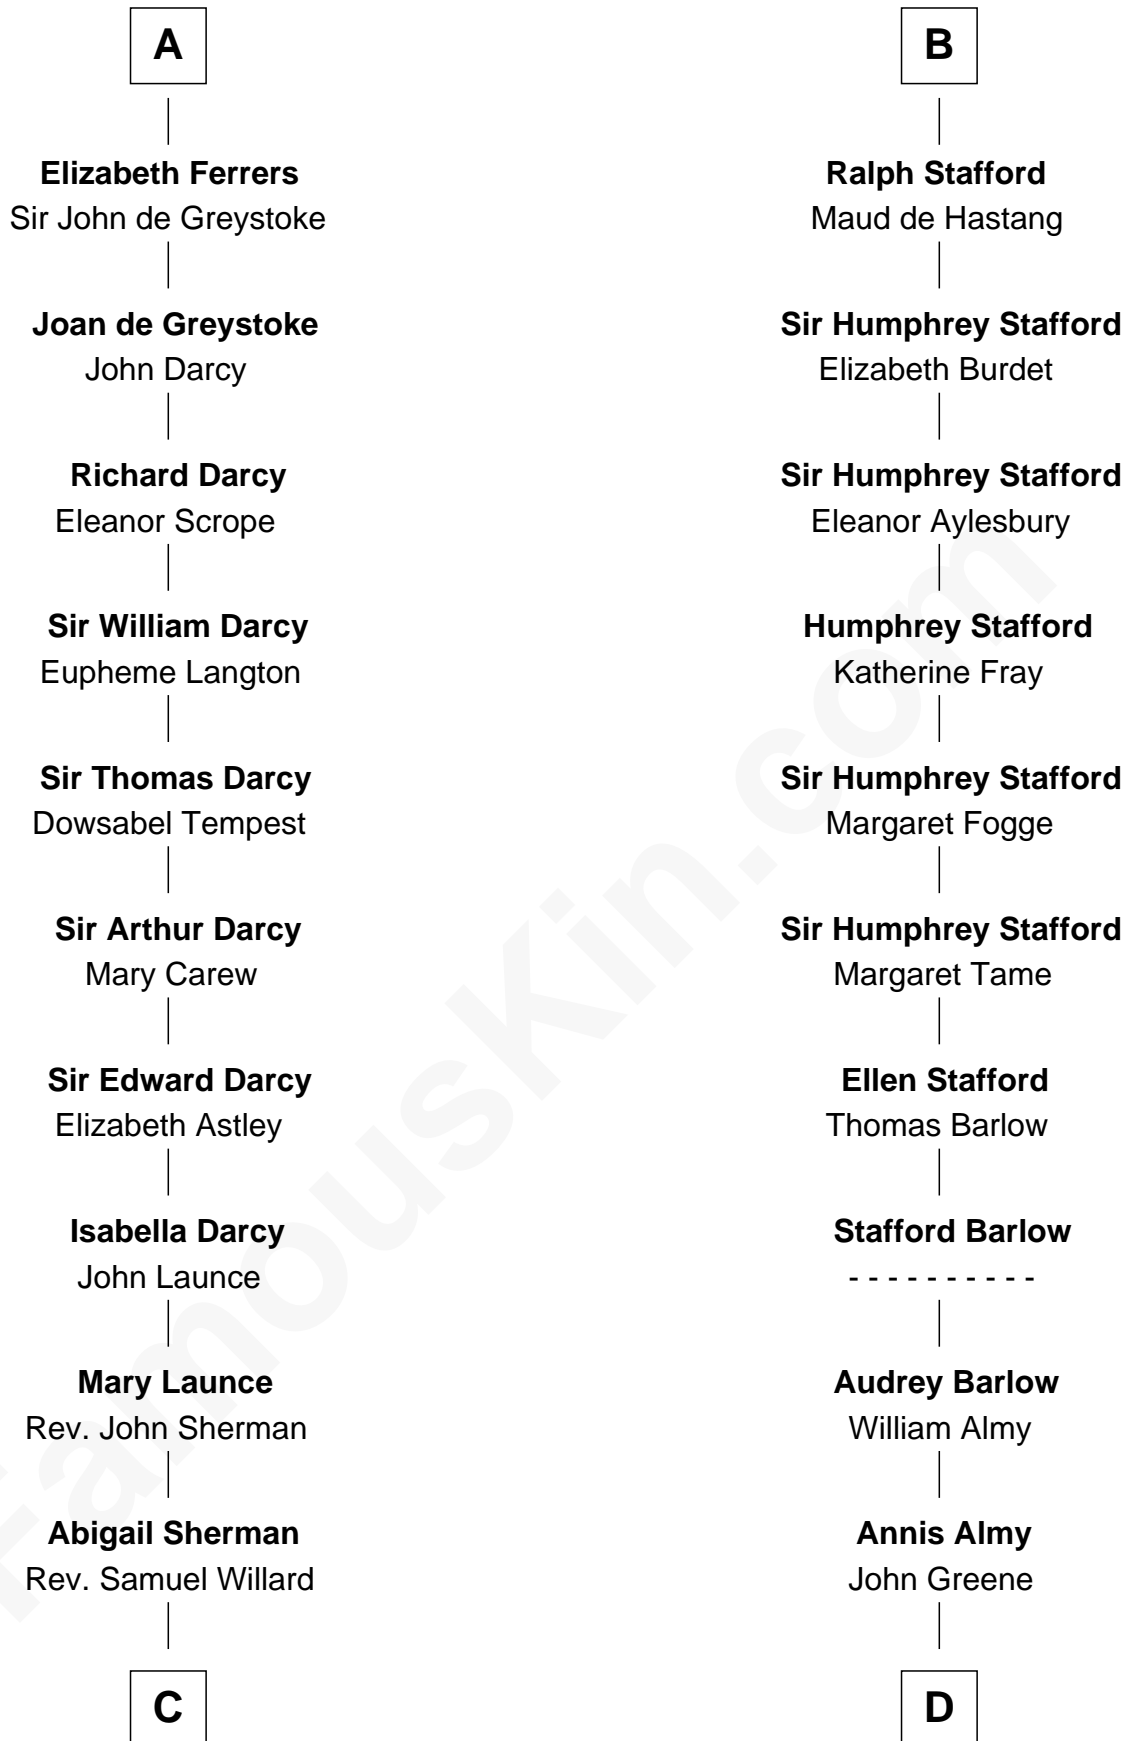 A
Elizabeth Ferrers
Sir John de Greystoke
Joan de Greystoke
John Darcy
Richard Darcy
Eleanor Scrope
Sir William Darcy
Eupheme Langton
Sir Thomas Darcy
Dowsabel Tempest
Sir Arthur Darcy
Mary Carew
Sir Edward Darcy
Elizabeth Astley
Isabella Darcy
John Launce
Mary Launce
Rev. John Sherman
Abigail Sherman
Rev. Samuel Willard
C
B
Ralph Stafford
Maud de Hastang
Sir Humphrey Stafford
Elizabeth Burdet
Sir Humphrey Stafford
Eleanor Aylesbury
Humphrey Stafford
Katherine Fray
Sir Humphrey Stafford
Margaret Fogge
Sir Humphrey Stafford
Margaret Tame
Ellen Stafford
Thomas Barlow
Stafford Barlow
- - - - - - - - - -
Audrey Barlow
William Almy
Annis Almy
John Greene
D
FamousKin.com